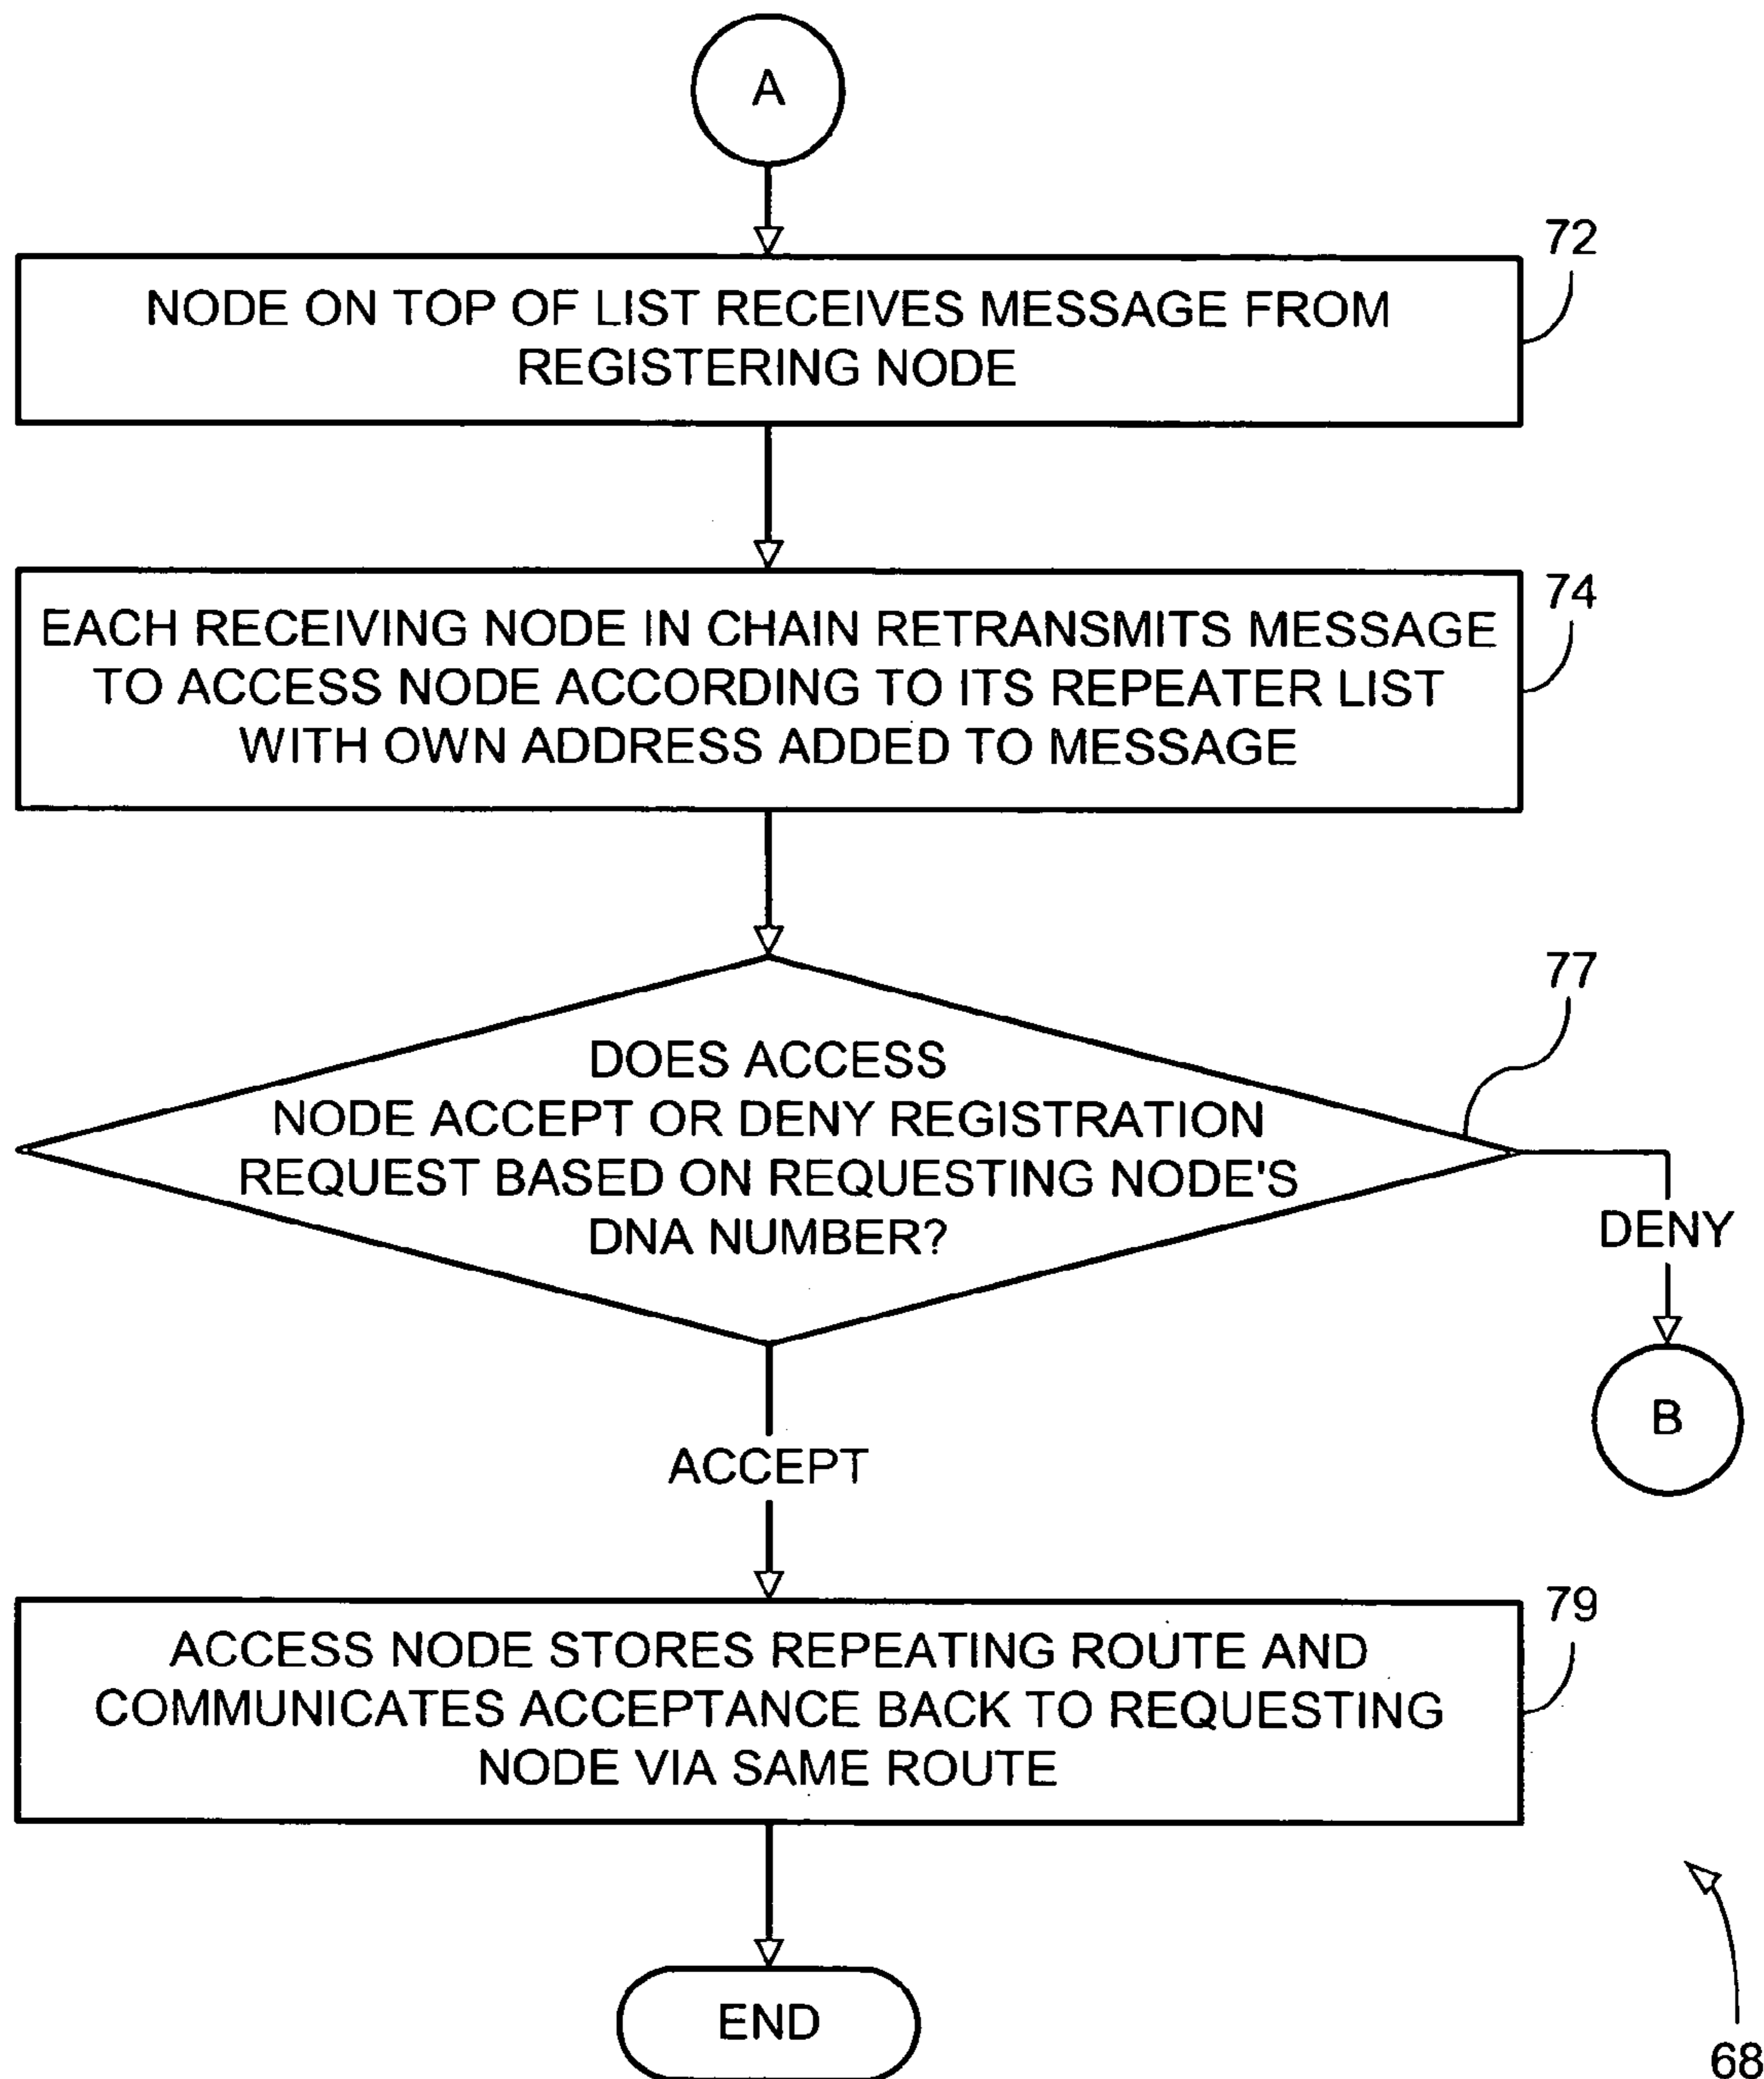 A
72
NODE ON TOP OF LIST RECEIVES MESSAGE FROM
REGISTERING NODE
74
EACH RECEIVING NODE IN CHAIN RETRANSMITS MESSAGE
TO ACCESS NODE ACCORDING TO ITS REPEATER LIST
WITH OWN ADDRESS ADDED TO MESSAGE
77
DOES ACCESS
NODE ACCEPT OR DENY REGISTRATION
REQUEST BASED ON REQUESTING NODE'S
DNA NUMBER?
DENY
B
ACCEPT
79
ACCESS NODE STORES REPEATING ROUTE AND
COMMUNICATES ACCEPTANCE BACK TO REQUESTING
NODE VIA SAME ROUTE
END
68